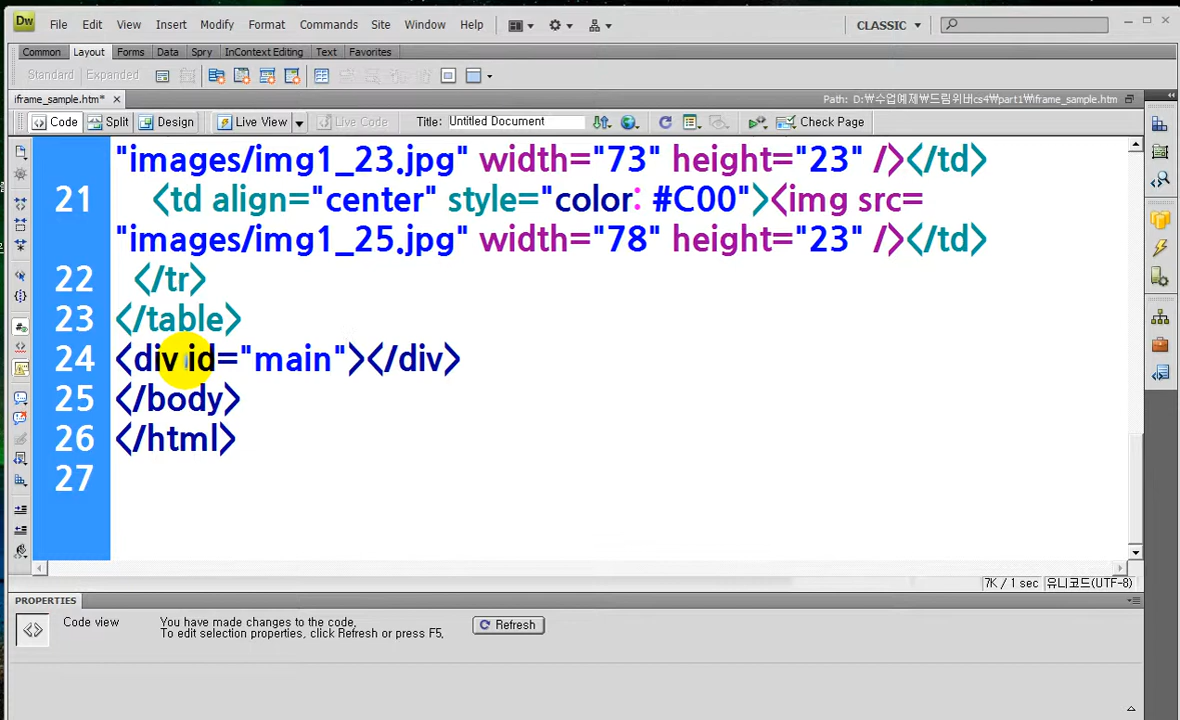 Dw File Edit View Insert Modify Format Commands Site Window Help CLASSIC
Common Layout Forms Data Spry InContext Editing Text Favorites
Standard Expanded
iframe_sample.htm* Path: D:₩수업예제₩드림위버cs4₩part1₩iframe_sample.htm
Code Split Design Live View Live Code Title: Untitled Document Check Page
"images/img1_23.jpg" width="73" height="23" /></td>
21 <td align="center" style="color: #C00"><img src=
"images/img1_25.jpg" width="78" height="23" /></td>
22 </tr>
23 </table>
24 <div id="main"></div>
25 </body>
26 </html>
27
7K / 1 sec 유니코드(UTF-8)
PROPERTIES
Code view You have made changes to the code. Refresh
To edit selection properties, click Refresh or press F5.